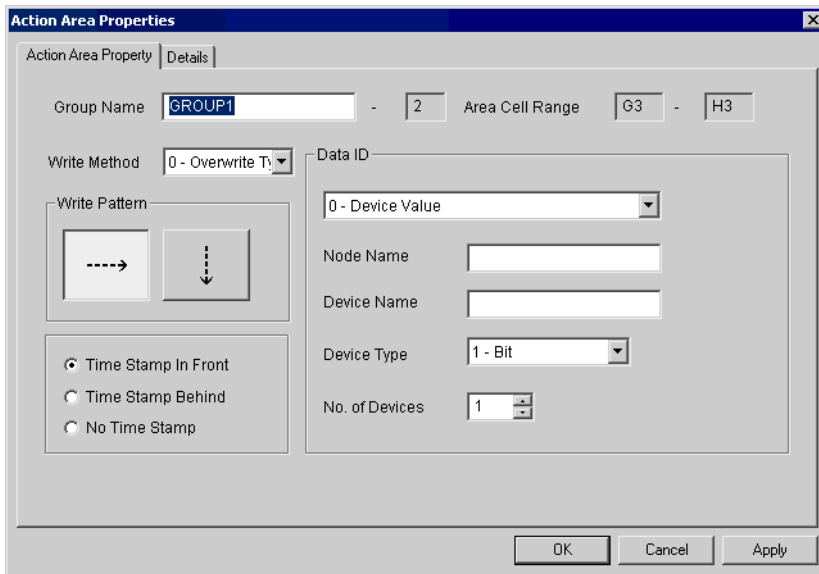 Action Area Properties
Action Area Property Details
Group Name GROUP1 - 2 Area Cell Range G3 - H3
Write Method 0 - Overwrite Ty
Data ID
Write Pattern
0 - Device Value
Node Name
Device Name
Device Type 1 - Bit
Time Stamp In Front
Time Stamp Behind
No. of Devices 1
No Time Stamp
OK Cancel Apply